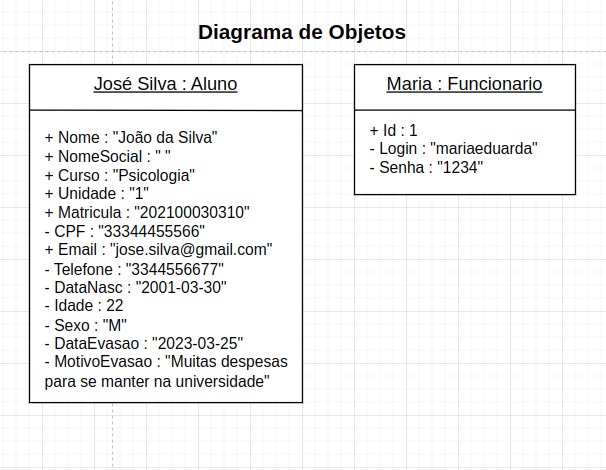 Diagrama de Objetos
José Silva : Aluno
+ Nome : "João da Silva"
+ NomeSocial : " "
+ Curso : "Psicologia"
+ Unidade : "1"
+ Matricula : "202100030310"
- CPF : "33344455566"
+ Email : "jose.silva@gmail.com"
- Telefone : "3344556677"
- DataNasc : "2001-03-30"
- Idade : 22
- Sexo : "M"
- DataEvasao : "2023-03-25"
- MotivoEvasao : "Muitas despesas
para se manter na universidade"
Maria : Funcionario
+ Id : 1
- Login : "mariaeduarda"
- Senha : "1234"